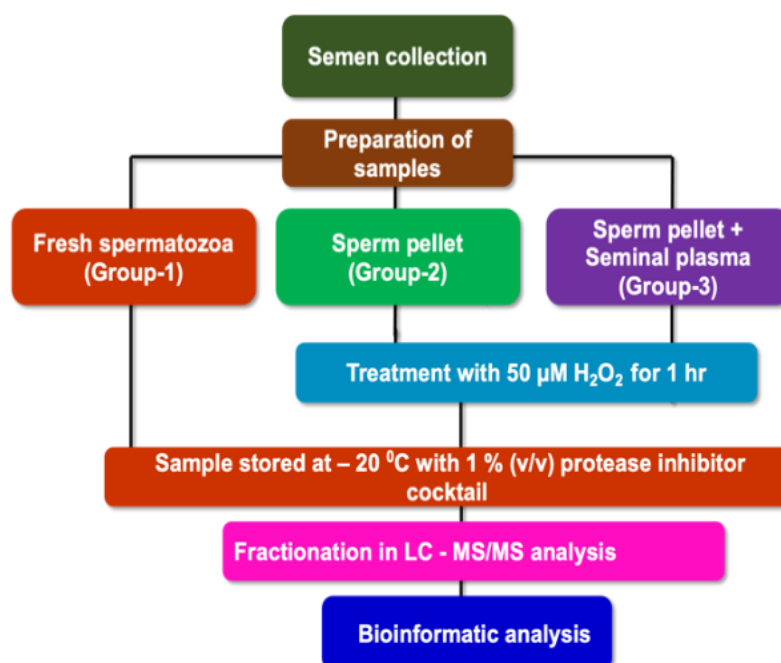 Semen collection
Preparation of
samples
Fresh spermatozoa
(Group-1)
Sperm pellet
(Group-2)
Sperm pellet +
Seminal plasma
(Group-3)
Treatment with 50 µM H₂O₂ for 1 hr
Sample stored at – 20 ⁰C with 1 % (v/v) protease inhibitor
cocktail
Fractionation in LC - MS/MS analysis
Bioinformatic analysis